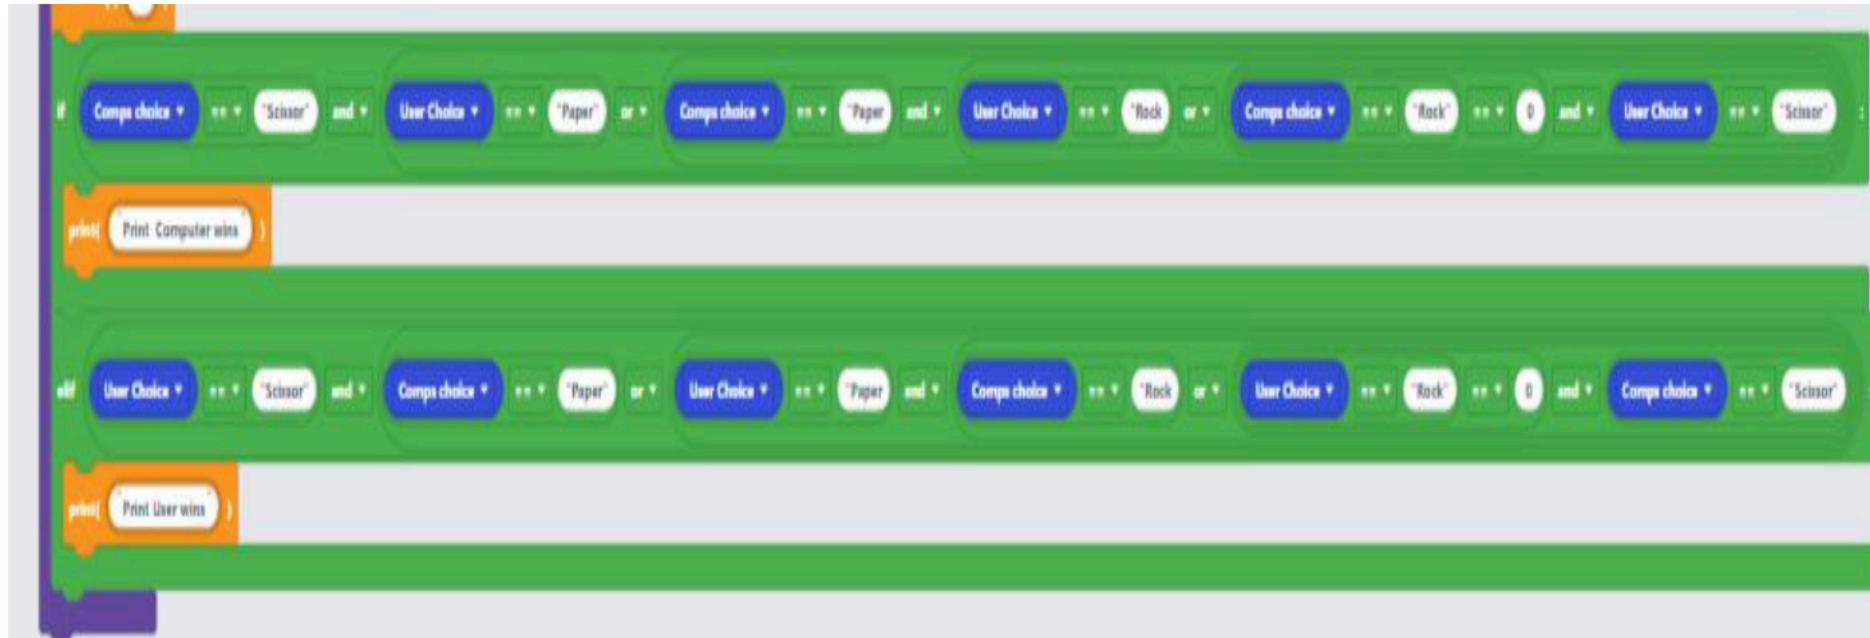 if Comps choice == "Scissor" and User Choice == "Paper" or Comps choice == "Paper and User Choice == "Rock or Comps choice == "Rock" == 0 and User Choice == "Scissor" :
print( "Print Computer wins" )
elif User Choice == "Scissor" and Comps choice == "Paper" or User Choice == "Paper and Comps choice == "Rock or User Choice == "Rock" == 0 and Comps choice == "Scissor"
print( "Print User wins" )